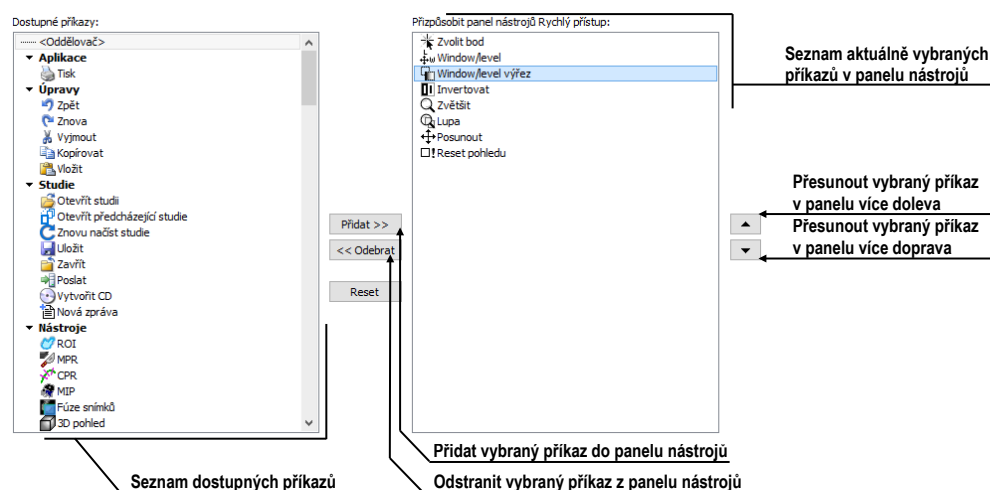 Dostupné příkazy:
<Oddělovač>
Aplikace
Tisk
Úpravy
Zpět
Znova
Vyjmout
Kopírovat
Vložit
Studie
Otevřít studii
Otevřít předcházející studie
Znovu načíst studie
Uložit
Zavřít
Poslat
Vytvořit CD
Nová zpráva
Nástroje
ROI
MPR
CPR
MIP
Fúze snímků
3D pohled
Přidat >>
<< Odebrat
Reset
Přizpůsobit panel nástrojů Rychlý přístup:
Zvolit bod
Window/level
Window/level výřez
Invertovat
Zvětšit
Lupa
Posunout
Reset pohledu
Seznam aktuálně vybraných
příkazů v panelu nástrojů
Přesunout vybraný příkaz
v panelu více doleva
Přesunout vybraný příkaz
v panelu více doprava
Přidat vybraný příkaz do panelu nástrojů
Seznam dostupných příkazů
Odstranit vybraný příkaz z panelu nástrojů